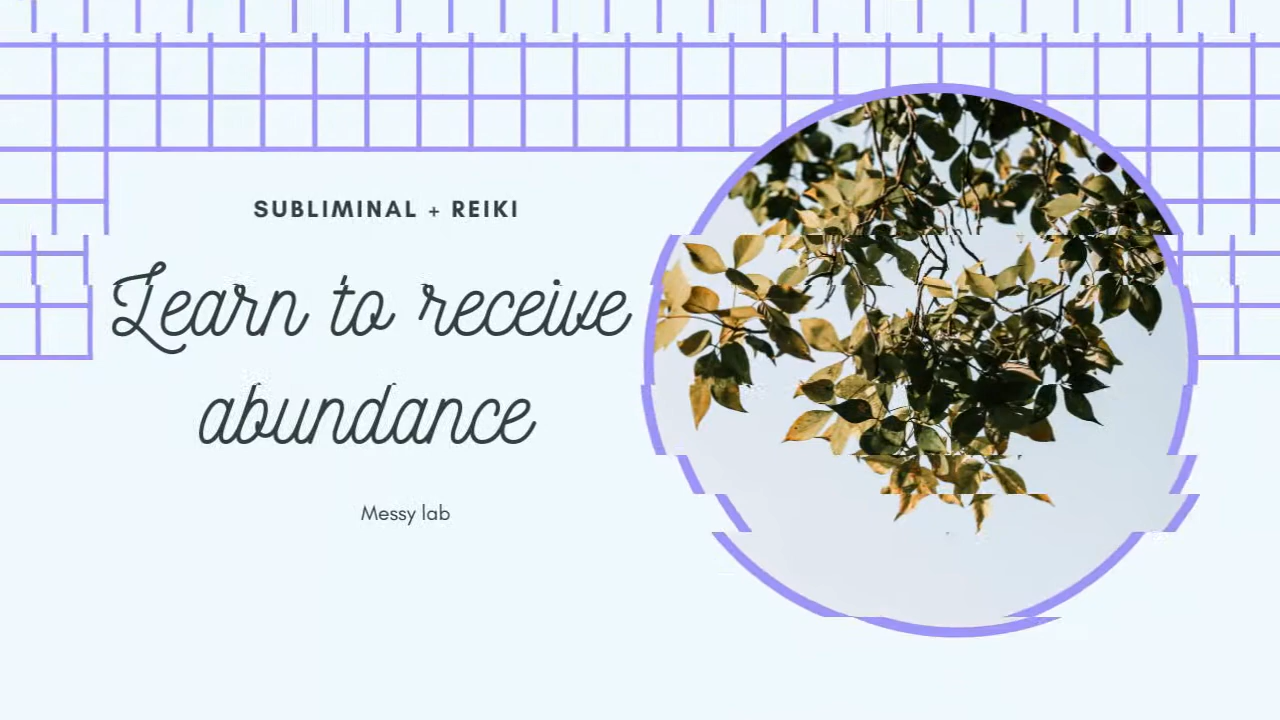 SUBLIMINAL + REIKI
Learn to receive
abundance
Messy lab